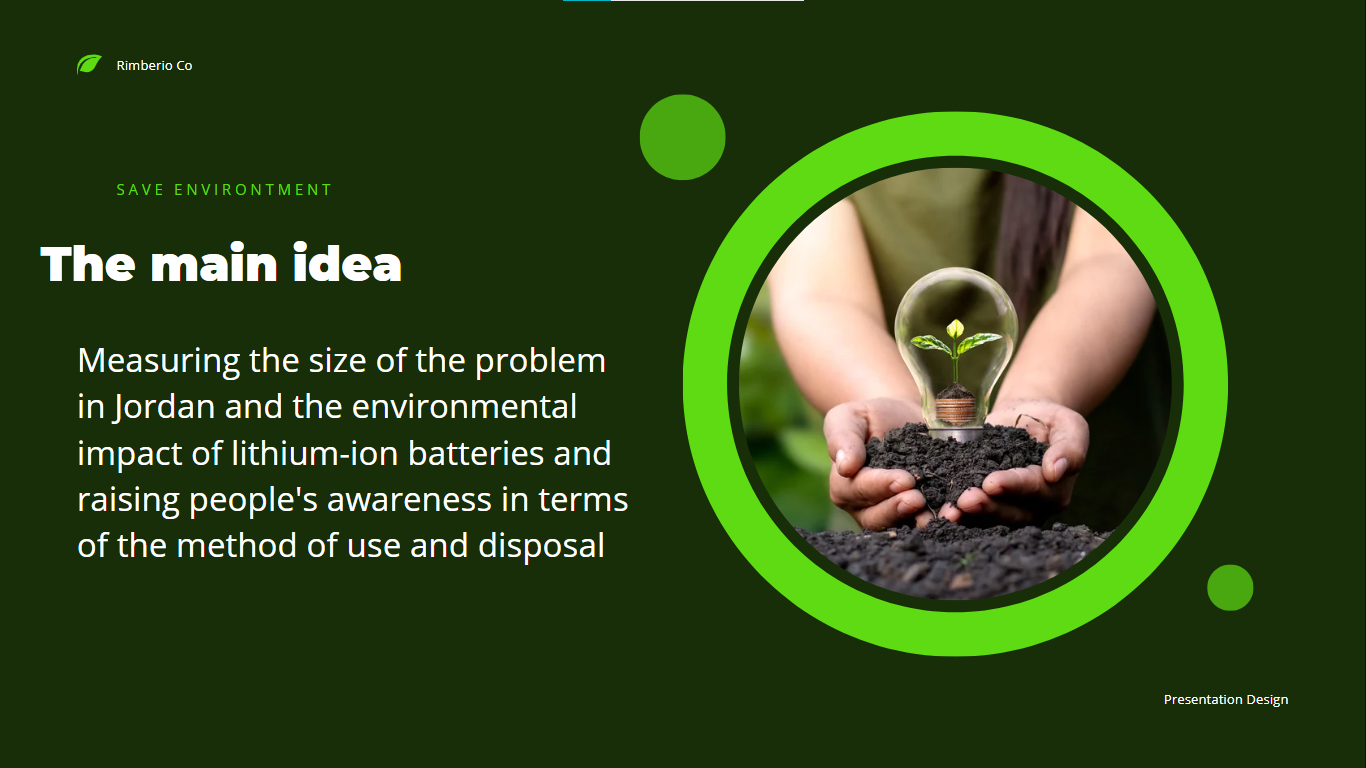 Rimberio Co
SAVE ENVIRONTMENT
The main idea
Measuring the size of the problem
in Jordan and the environmental
impact of lithium-ion batteries and
raising people's awareness in terms
of the method of use and disposal
Presentation Design